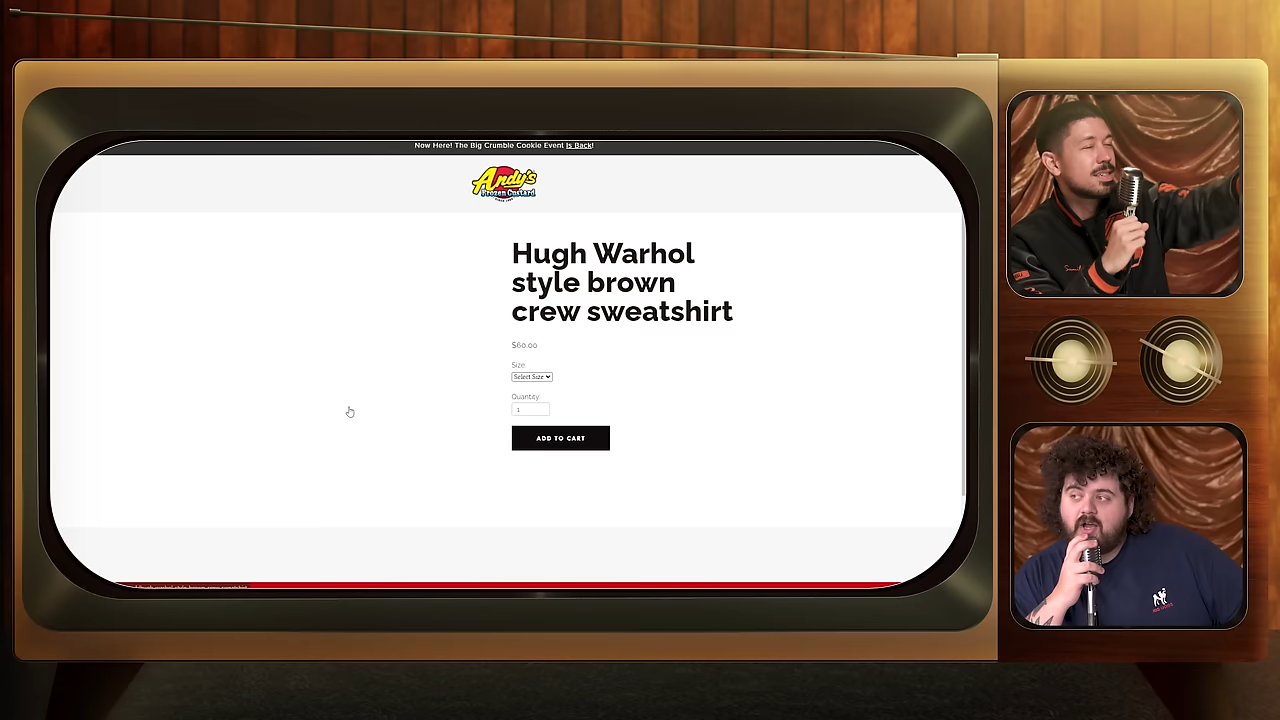 Now Here! The Big Crumble Cookie Event Is Back!
Andy's
Frozen Custard
Hugh Warhol
style brown
crew sweatshirt
$60.00
Size:
Select Size
Quantity:
1
ADD TO CART